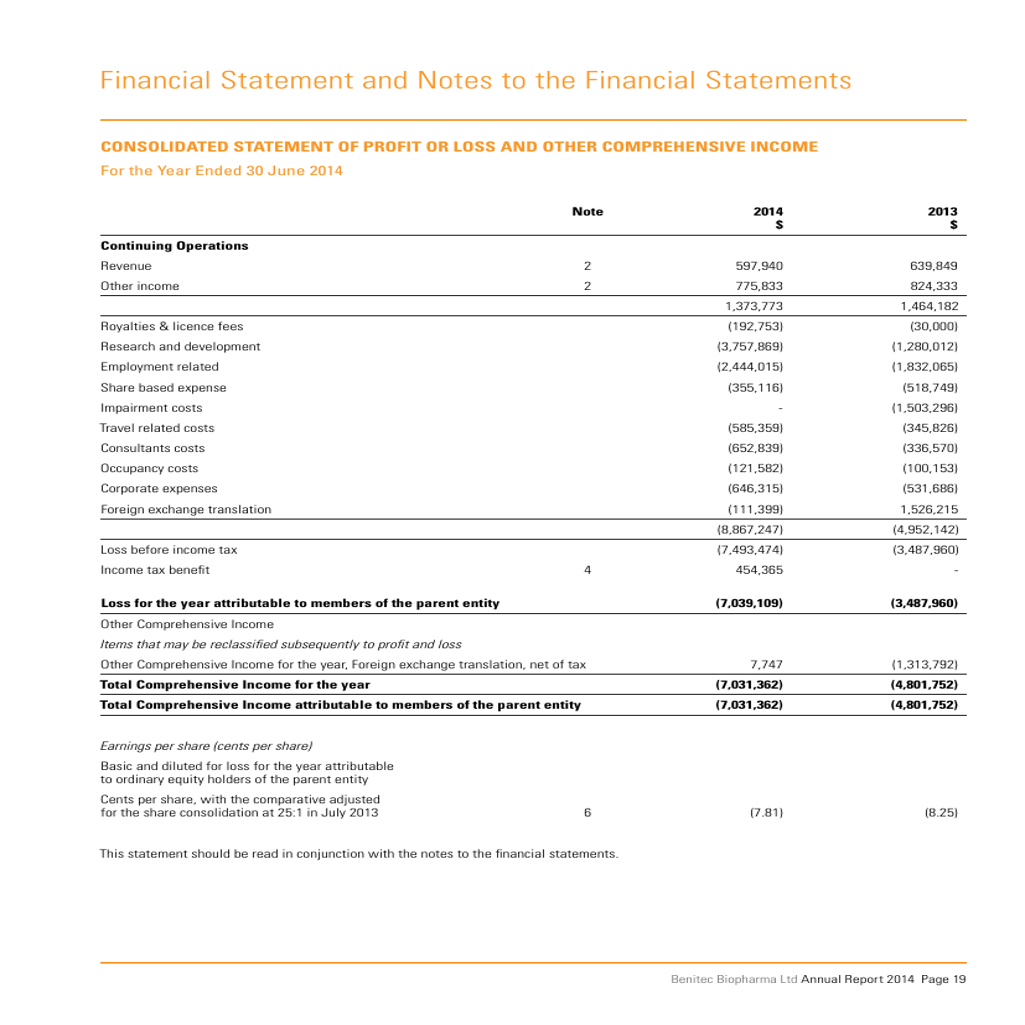 Financial Statement and Notes to the Financial Statements
CONSOLIDATED STATEMENT OF PROFIT OR LOSS AND OTHER COMPREHENSIVE INCOME
For the Year Ended 30 June 2014
Note 2014 2013
$ $
Continuing Operations
Revenue 2 597,940 639,849
Other income 2 775,833 824,333
1,373,773 1,464,182
Royalties & licence fees (192,753) (30,000)
Research and development (3,757,869) (1,280,012)
Employment related (2,444,015) (1,832,065)
Share based expense (355,116) (518,749)
Impairment costs - (1,503,296)
Travel related costs (585,359) (345,826)
Consultants costs (652,839) (336,570)
Occupancy costs (121,582) (100,153)
Corporate expenses (646,315) (531,686)
Foreign exchange translation (111,399) 1,526,215
(8,867,247) (4,952,142)
Loss before income tax (7,493,474) (3,487,960)
Income tax benefit 4 454,365 -
Loss for the year attributable to members of the parent entity (7,039,109) (3,487,960)
Other Comprehensive Income
Items that may be reclassified subsequently to profit and loss
Other Comprehensive Income for the year, Foreign exchange translation, net of tax 7,747 (1,313,792)
Total Comprehensive Income for the year (7,031,362) (4,801,752)
Total Comprehensive Income attributable to members of the parent entity (7,031,362) (4,801,752)
Earnings per share (cents per share)
Basic and diluted for loss for the year attributable
to ordinary equity holders of the parent entity
Cents per share, with the comparative adjusted
for the share consolidation at 25:1 in July 2013 6 (7.81) (8.25)
This statement should be read in conjunction with the notes to the financial statements.
Benitec Biopharma Ltd Annual Report 2014 Page 19